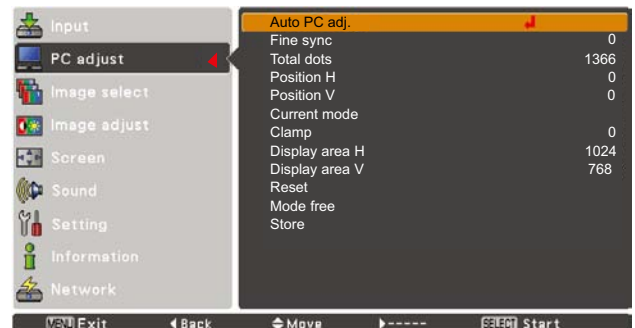 Input
PC adjust
Image select
Image adjust
Screen
Sound
Setting
Information
Network
Auto PC adj.
Fine sync 0
Total dots 1366
Position H 0
Position V 0
Current mode
Clamp 0
Display area H 1024
Display area V 768
Reset
Mode free
Store
MENU Exit Back Move ----- SELECT Start